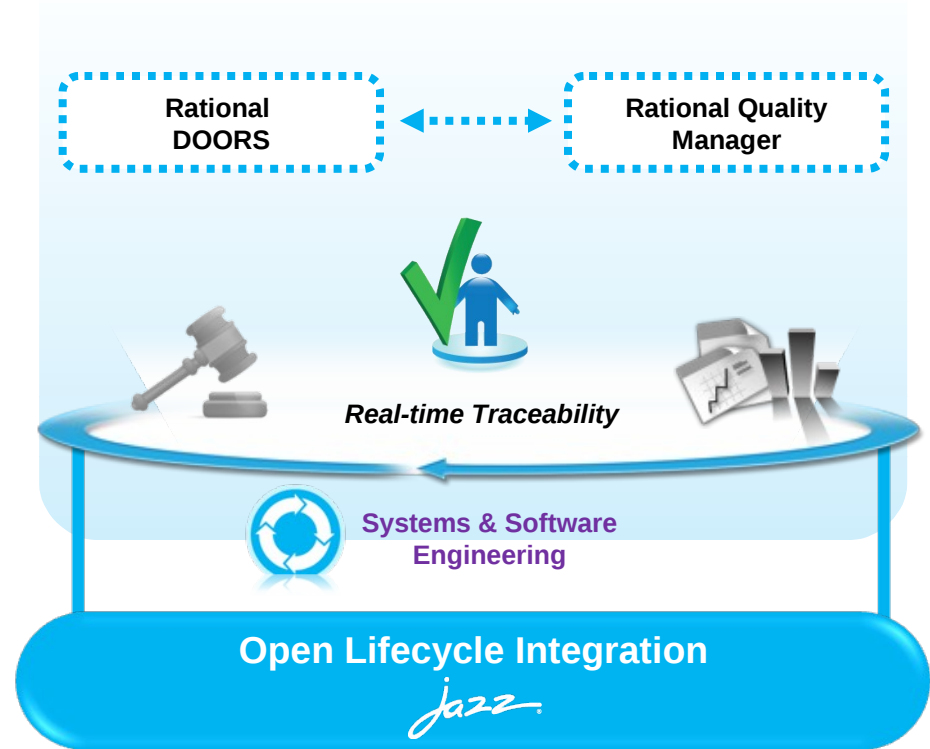 Rational
DOORS
Rational Quality
Manager
Real-time Traceability
Systems & Software
Engineering
Open Lifecycle Integration
jazz